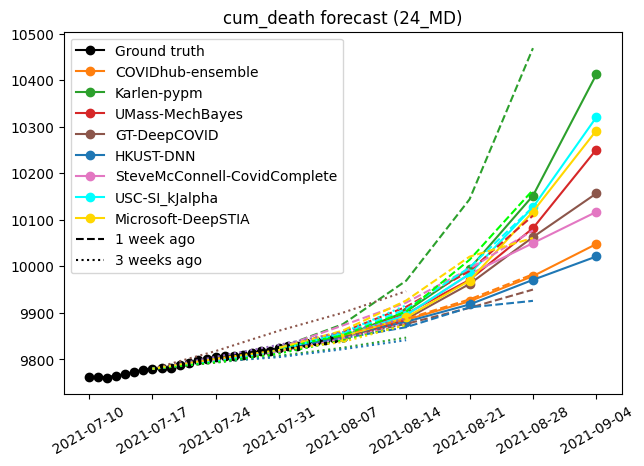 cum_death forecast (24_MD)
10500
10400
10300
10200
10100
10000
9900
9800
Ground truth
COVIDhub-ensemble
Karlen-pypm
UMass-MechBayes
GT-DeepCOVID
HKUST-DNN
SteveMcConnell-CovidComplete
USC-SI_kJalpha
Microsoft-DeepSTIA
1 week ago
3 weeks ago
2021-07-10
2021-07-17
2021-07-24
2021-07-31
2021-08-07
2021-08-14
2021-08-21
2021-08-28
2021-09-04